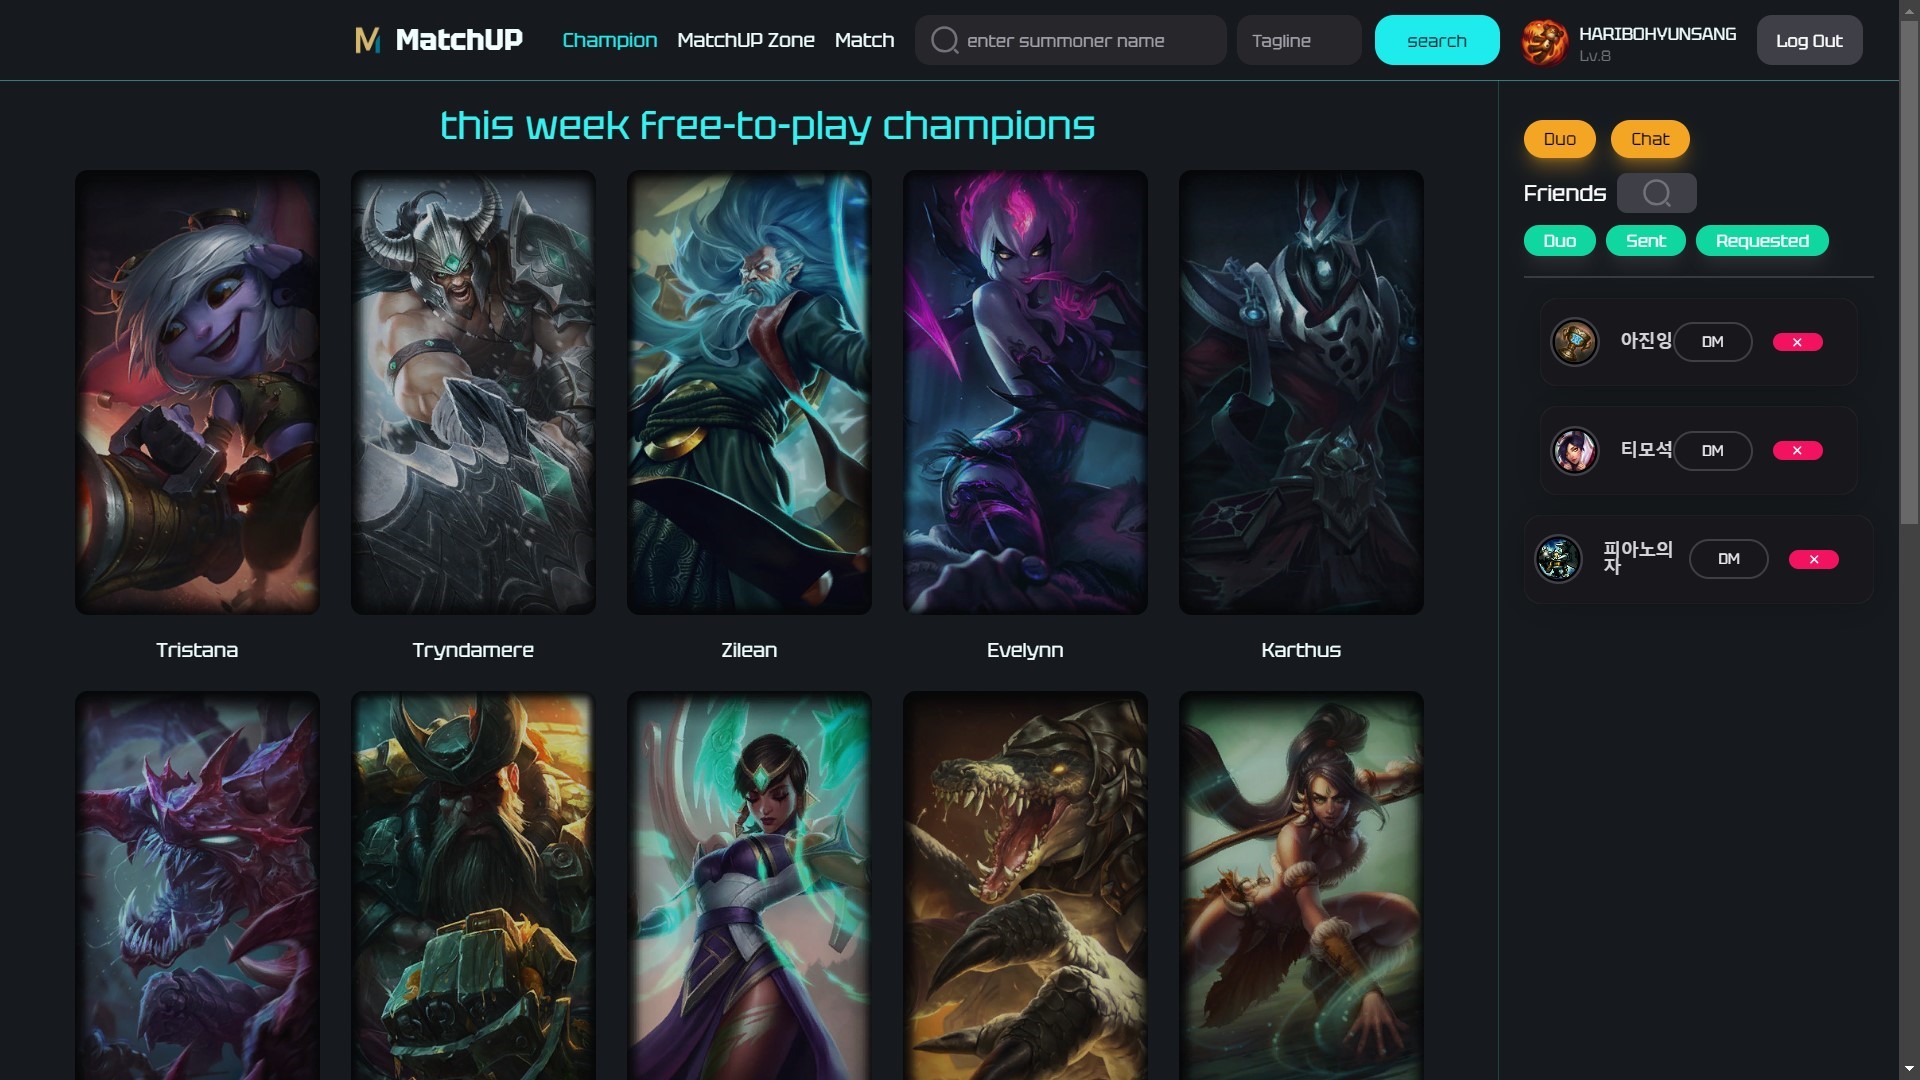 MatchUP
Champion
MatchUP Zone
Match
enter summoner name
Tagline
search
HARIBOHYUNSANG
Lv.8
Log Out
this week free-to-play champions
Tristana
Tryndamere
Zilean
Evelynn
Karthus
Duo
Chat
Friends
Duo
Sent
Requested
아진잉
DM
×
티모석
DM
×
피아노의
자
DM
×